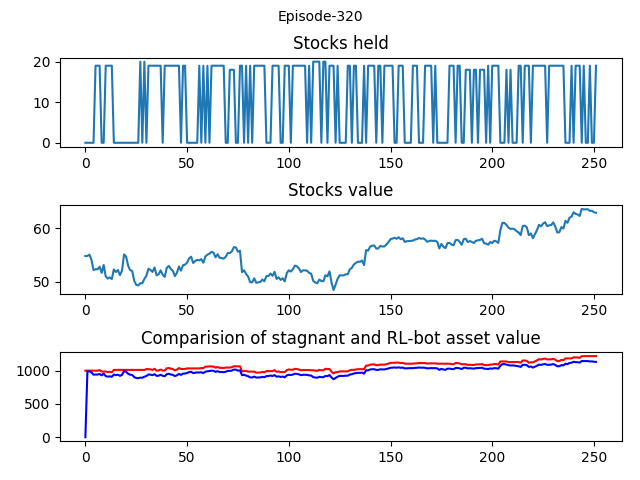 Episode-320
Stocks held
20
10
0
0 50 100 150 200 250
Stocks value
60
50
0 50 100 150 200 250
Comparision of stagnant and RL-bot asset value
1000
500
0
0 50 100 150 200 250